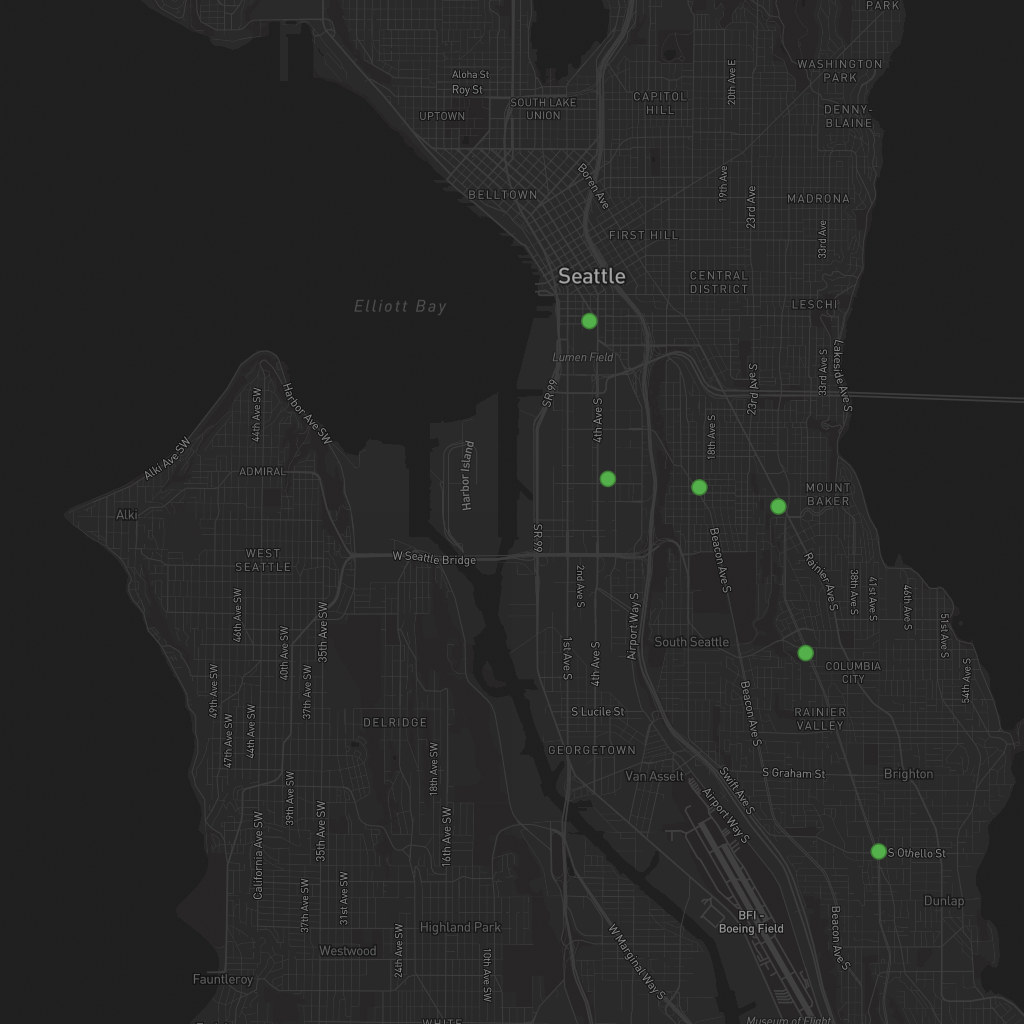 PARK
WASHINGTON
PARK
Aloha St
Roy St
20th Ave E
SOUTH LAKE
UNION
CAPITOL
HILL
UPTOWN
DENNY-
BLAINE
Boren Ave
BELLTOWN
19th Ave
23rd Ave
MADRONA
FIRST HILL
33rd Ave
Seattle
CENTRAL
DISTRICT
Elliott Bay
LESCHI
Lumen Field
SR 99
4th Ave S
18th Ave S
23rd Ave S
33rd Ave S
Lakeside Ave S
44th Ave SW
Harbor Ave SW
Alki Ave SW
ADMIRAL
Harbor Island
MOUNT
BAKER
Alki
WEST
SEATTLE
W Seattle Bridge
SR 99
2nd Ave S
Beacon Ave S
Rainier Ave S
38th Ave S
41st Ave S
46th Ave S
51st Ave S
54th Ave S
46th Ave SW
40th Ave SW
35th Ave SW
1st Ave S
4th Ave S
Airport Way S
South Seattle
COLUMBIA
CITY
49th Ave SW
37th Ave SW
47th Ave SW
44th Ave SW
DELRIDGE
S Lucile St
Beacon Ave S
RAINIER
VALLEY
GEORGETOWN
18th Ave SW
Van Asselt
Swift Ave S
Airport Way S
S Graham St
Brighton
39th Ave SW
35th Ave SW
California Ave SW
16th Ave SW
S Othello St
37th Ave SW
31st Ave SW
24th Ave SW
Highland Park
Westwood
10th Ave SW
W Marginal Way S
BFI -
Boeing Field
Beacon Ave S
Dunlap
Fauntleroy
WHITE
Museum of Flight